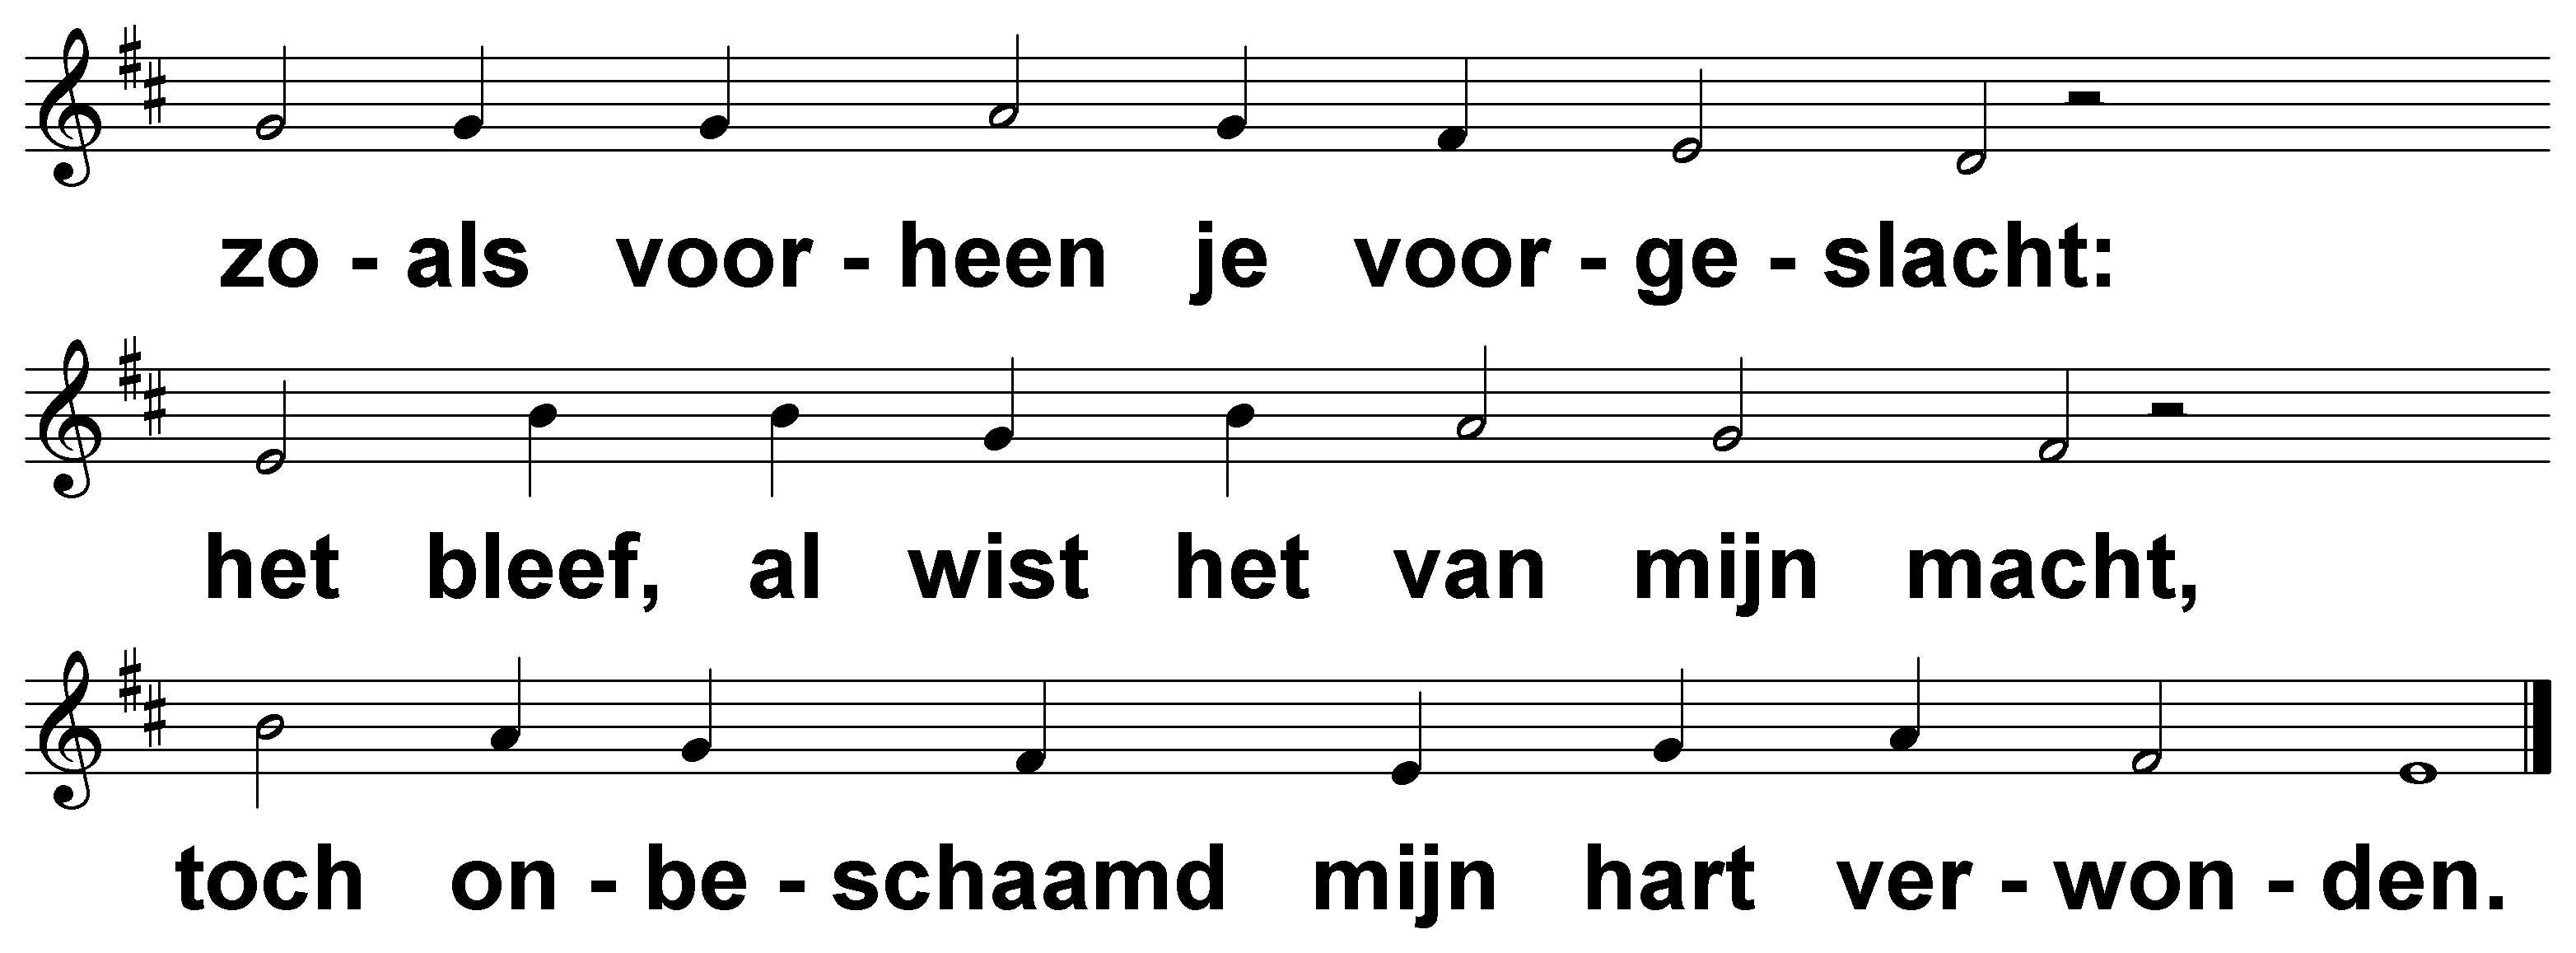 zo - als voor - heen je voor - ge - slacht:
het bleef, al wist het van mijn macht,
toch on - be - schaamd mijn hart ver - won - den.